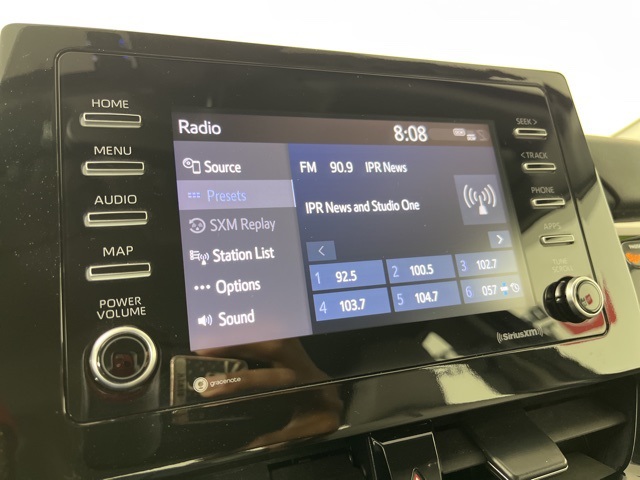 HOME
MENU
AUDIO
MAP
POWER
VOLUME
Radio
8:08
Source
Presets
SXM Replay
Station List
Options
Sound
FM 90.9 IPR News
IPR News and Studio One
< >
1 92.5 2 100.5 3 102.7
4 103.7 5 104.7 6 057
SEEK >
< TRACK
PHONE
APPS
TUNE
SCROLL
gracenote
SiriusXM